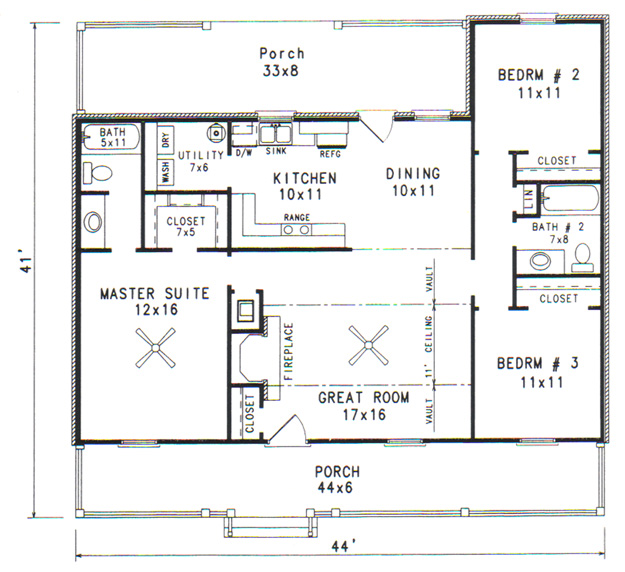 Porch
33x8
BEDRM # 2
11x11
BATH
5x11
DRY
WASH
UTILITY
7x6
D/W
SINK
REFG
KITCHEN
10x11
DINING
10x11
CLOSET
LIN
BATH # 2
7x8
CLOSET
7x5
RANGE
41'
MASTER SUITE
12x16
VAULT
CLOSET
FIREPLACE
11' CEILING
BEDRM # 3
11x11
GREAT ROOM
17x16
CLOSET
VAULT
PORCH
44x6
44'